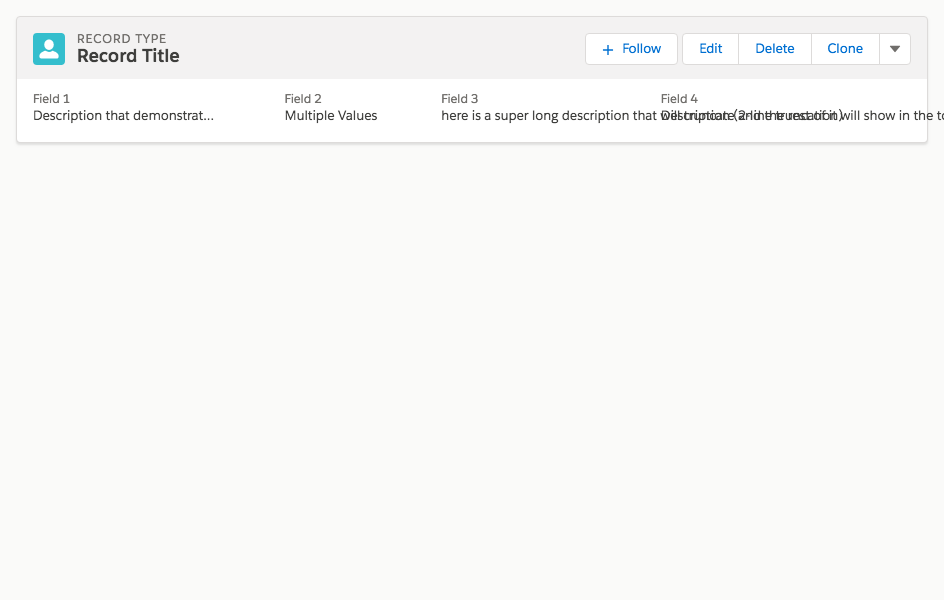 RECORD TYPE
Record Title
Follow
Edit
Delete
Clone
Field 1
Description that demonstrat...
Field 2
Multiple Values
Field 3
here is a super long description that will truncate and the rest of it will show in the to
Field 4
Description (2-line truncation)